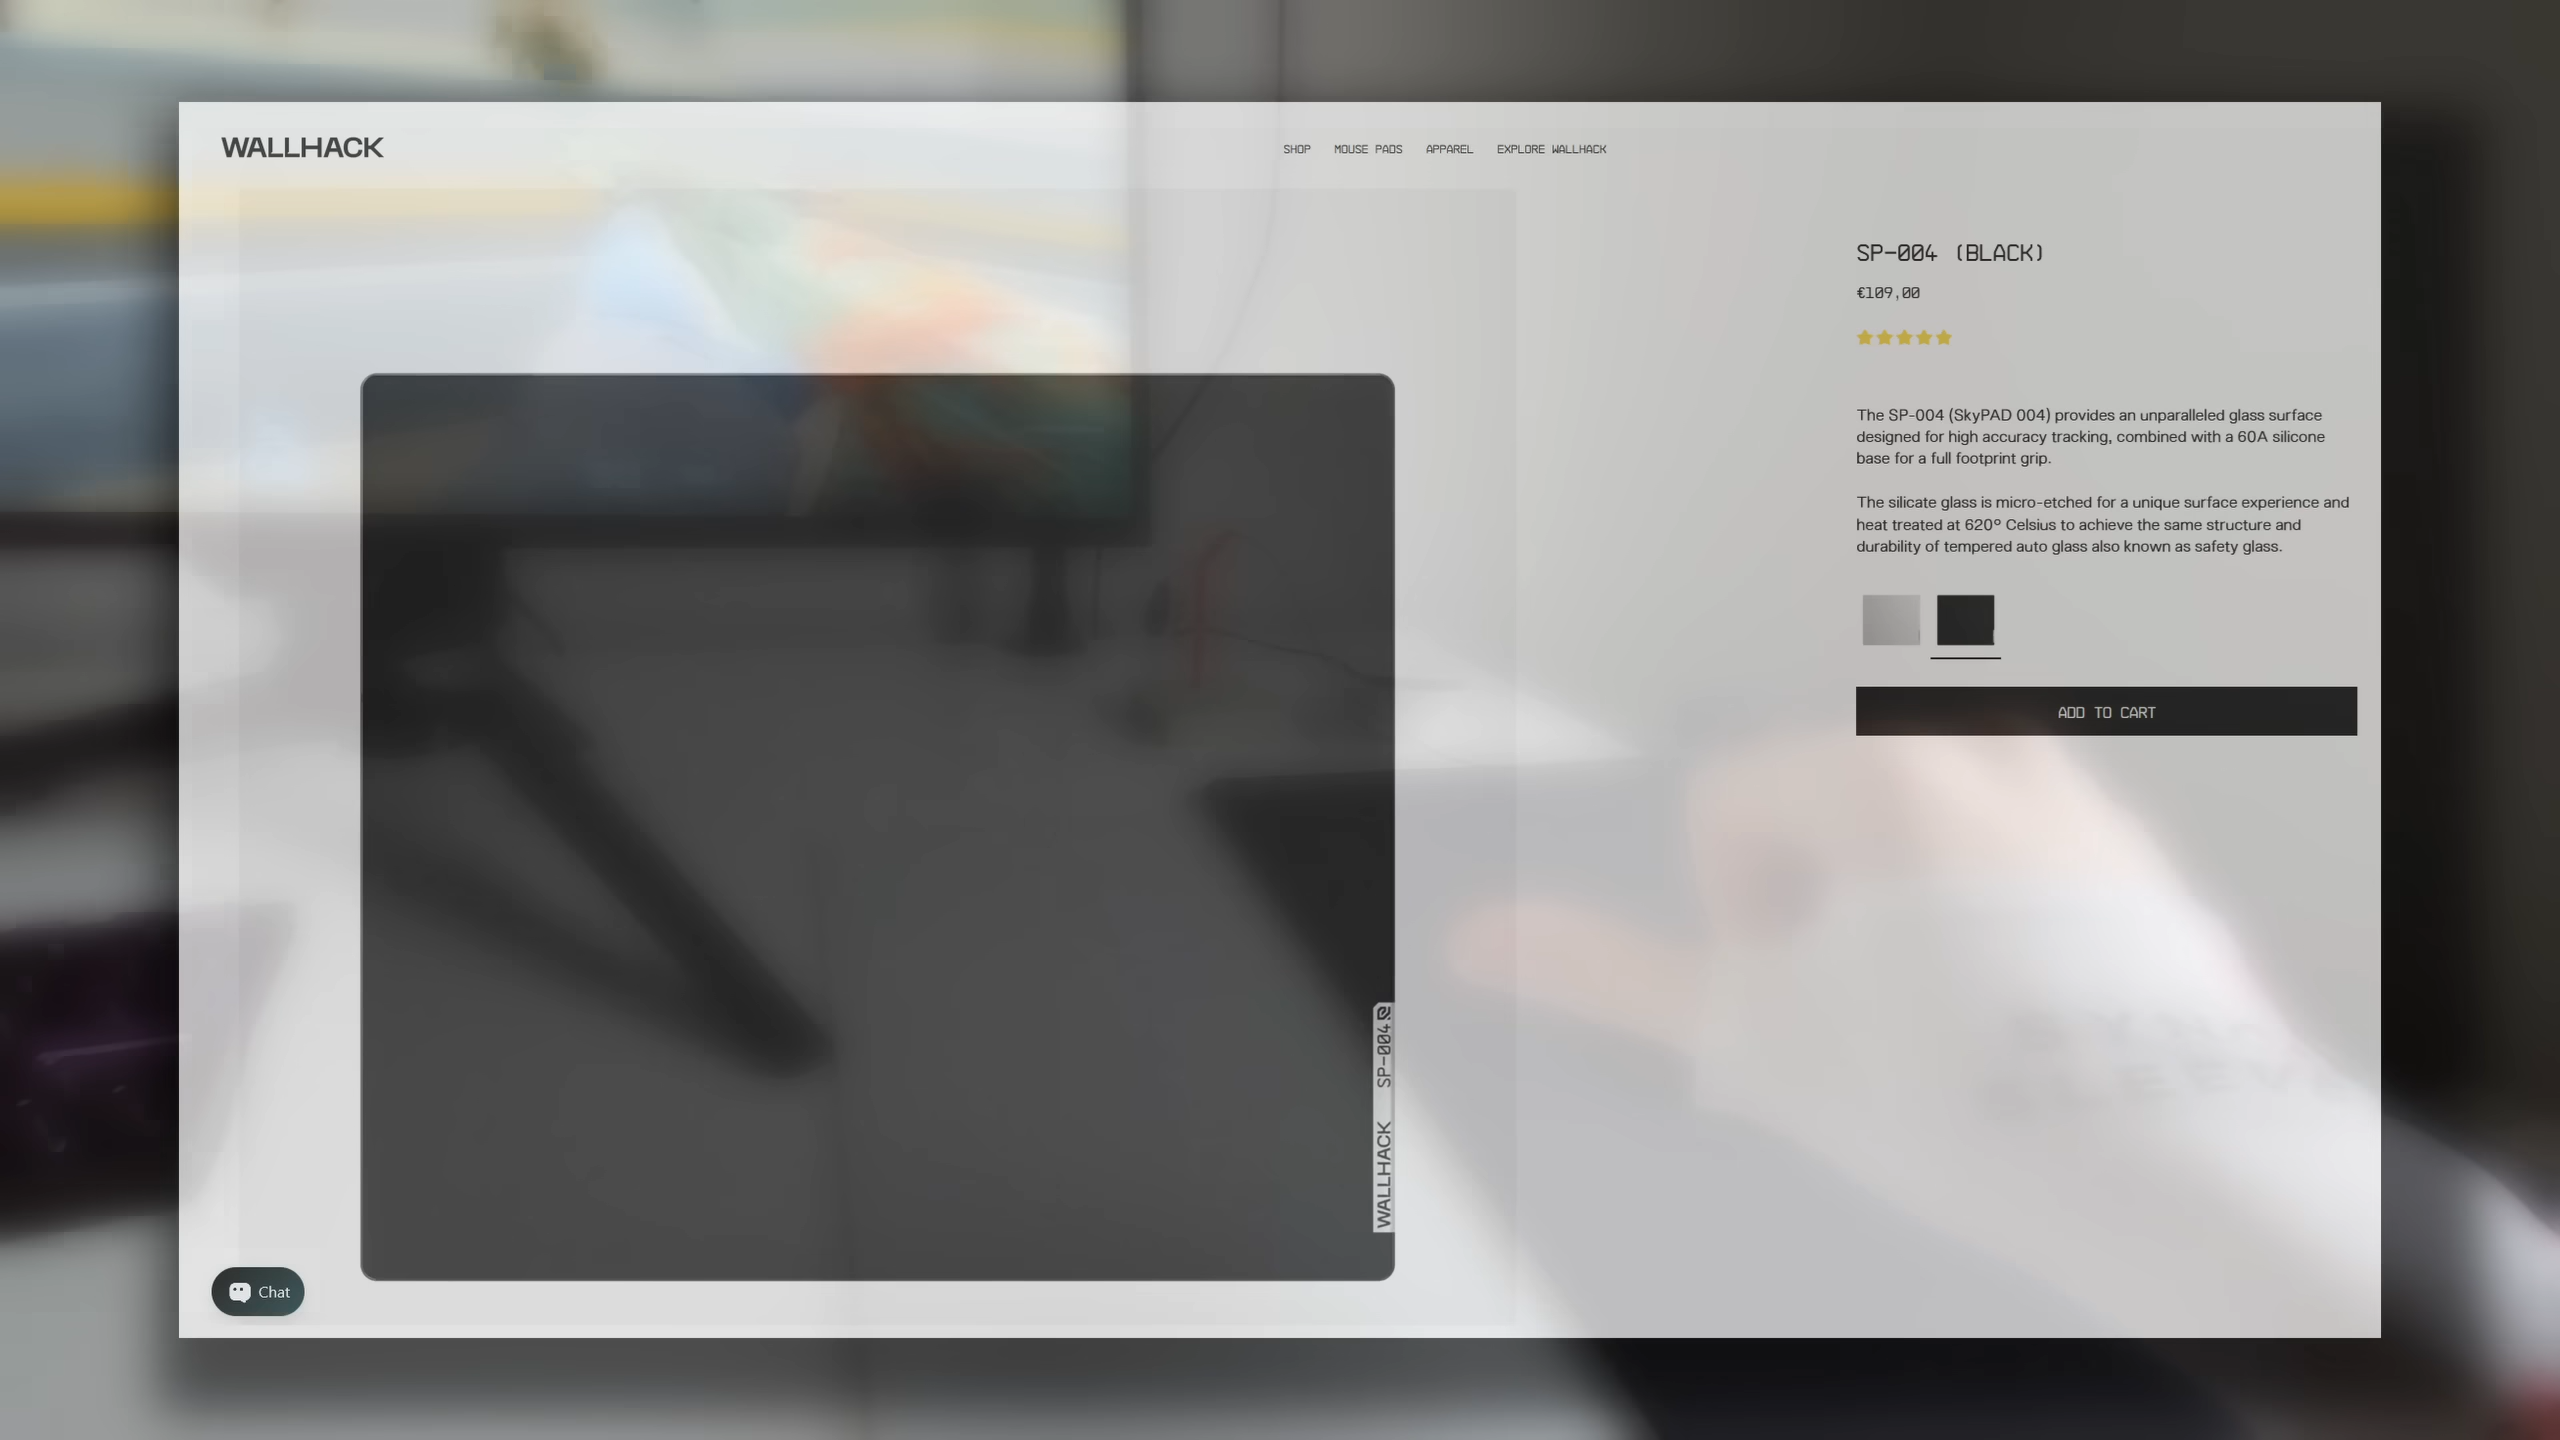 WALLHACK
SHOP MOUSE PADS APPAREL EXPLORE WALLHACK
SP-004 (BLACK)
€109,00
The SP-004 (SkyPAD 004) provides an unparalleled glass surface
designed for high accuracy tracking, combined with a 60A silicone
base for a full footprint grip.
The silicate glass is micro-etched for a unique surface experience and
heat treated at 620º Celsius to achieve the same structure and
durability of tempered auto glass also known as safety glass.
ADD TO CART
WALLHACK SP-004
Chat